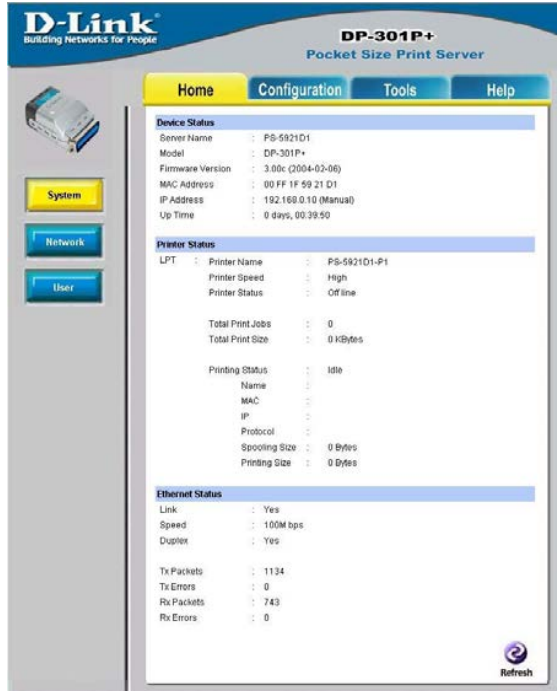 D-Link
Building Networks for People
DP-301P+
Pocket Size Print Server
Home Configuration Tools Help
System
Network
User
Device Status
Server Name : PS-5921D1
Model : DP-301P+
Firmware Version : 3.00c (2004-02-06)
MAC Address : 00 FF 1F 59 21 D1
IP Address : 192.168.0.10 (Manual)
Up Time : 0 days, 00:39:50
Printer Status
LPT : Printer Name : PS-5921D1-P1
Printer Speed : High
Printer Status : Off line
Total Print Jobs : 0
Total Print Size : 0 KBytes
Printing Status : Idle
Name :
MAC :
IP :
Protocol :
Spooling Size : 0 Bytes
Printing Size : 0 Bytes
Ethernet Status
Link : Yes
Speed : 100M bps
Duplex : Yes
Tx Packets : 1134
Tx Errors : 0
Rx Packets : 743
Rx Errors : 0
Refresh